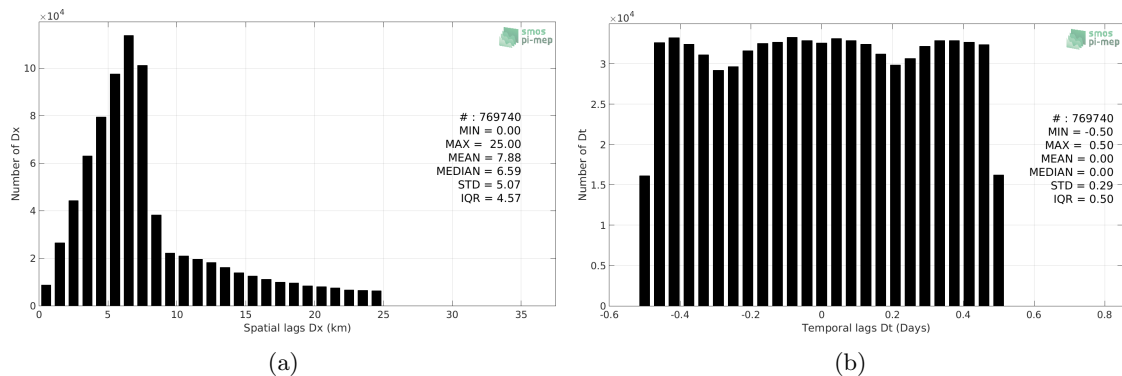 ×10⁴
10
8
6
4
2
0
Number of Dx
smos
pi-mep
# : 769740
MIN = 0.00
MAX = 25.00
MEAN = 7.88
MEDIAN = 6.59
STD = 5.07
IQR = 4.57
0 5 10 15 20 25 30 35
Spatial lags Dx (km)
(a)
×10⁴
3.5
3
2.5
2
1.5
1
0.5
0
Number of Dt
smos
pi-mep
# : 769740
MIN = -0.50
MAX = 0.50
MEAN = 0.00
MEDIAN = 0.00
STD = 0.29
IQR = 0.50
-0.6 -0.4 -0.2 0 0.2 0.4 0.6 0.8
Temporal lags Dt (Days)
(b)